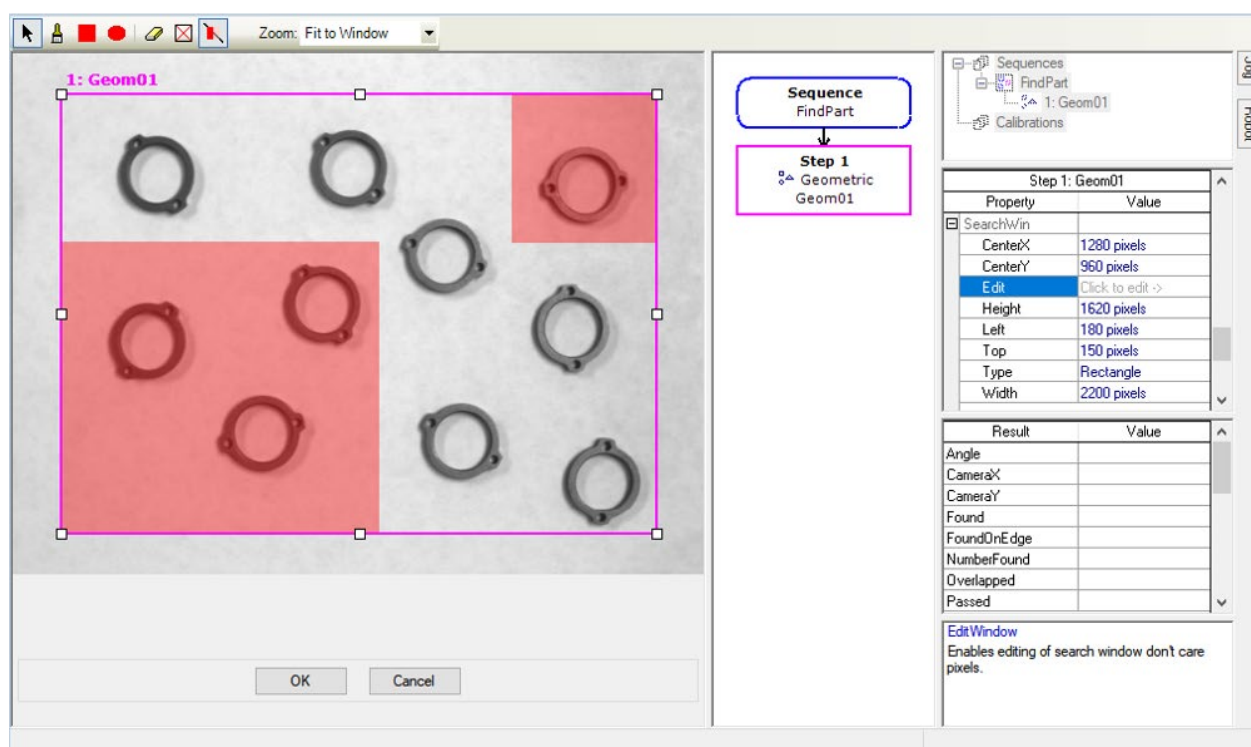 Zoom: Fit to Window
1: Geom01
OK
Cancel
Sequence
FindPart
Step 1
Geometric
Geom01
Sequences
FindPart
1: Geom01
Calibrations
Jog
Robot
Step 1: Geom01
Property Value
SearchWin
CenterX 1280 pixels
CenterY 960 pixels
Edit Click to edit ->
Height 1620 pixels
Left 180 pixels
Top 150 pixels
Type Rectangle
Width 2200 pixels
Result Value
Angle
CameraX
CameraY
Found
FoundOnEdge
NumberFound
Overlapped
Passed
EditWindow
Enables editing of search window don't care
pixels.